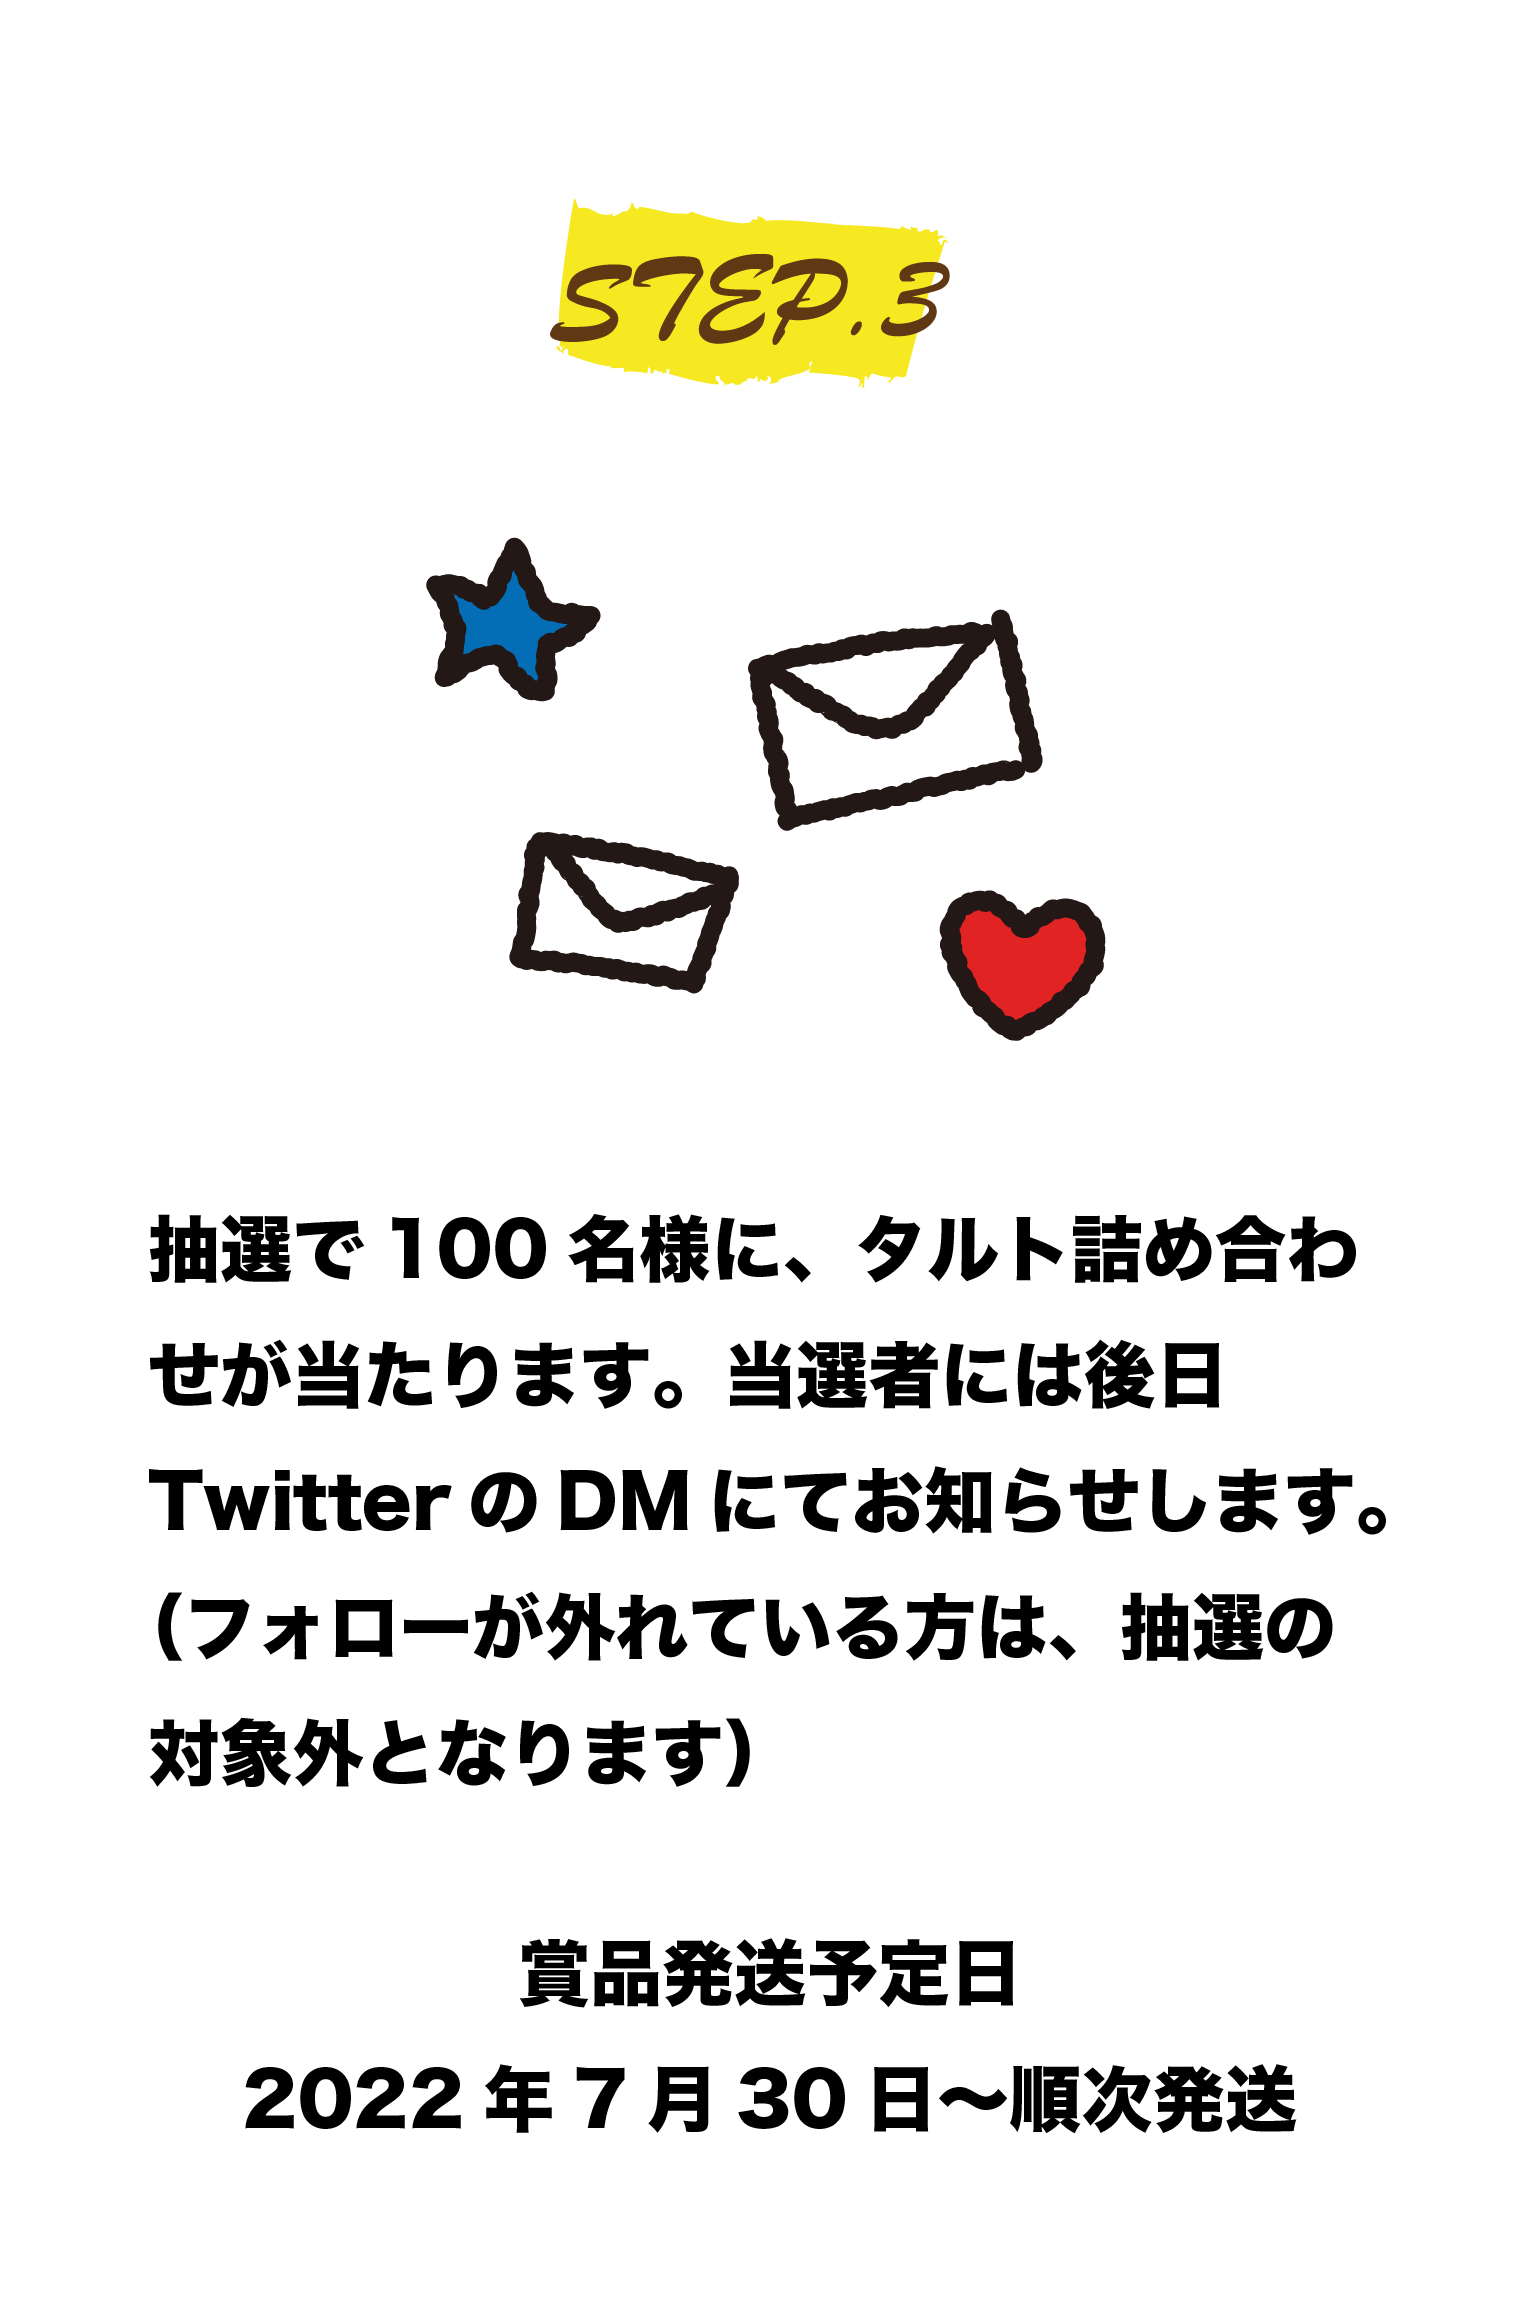 STEP.3
抽選で100名様に、タルト詰め合わ
せが当たります。当選者には後日
TwitterのDMにてお知らせします。
（フォローが外れている方は、抽選の
対象外となります）
賞品発送予定日
2022年7月30日〜順次発送